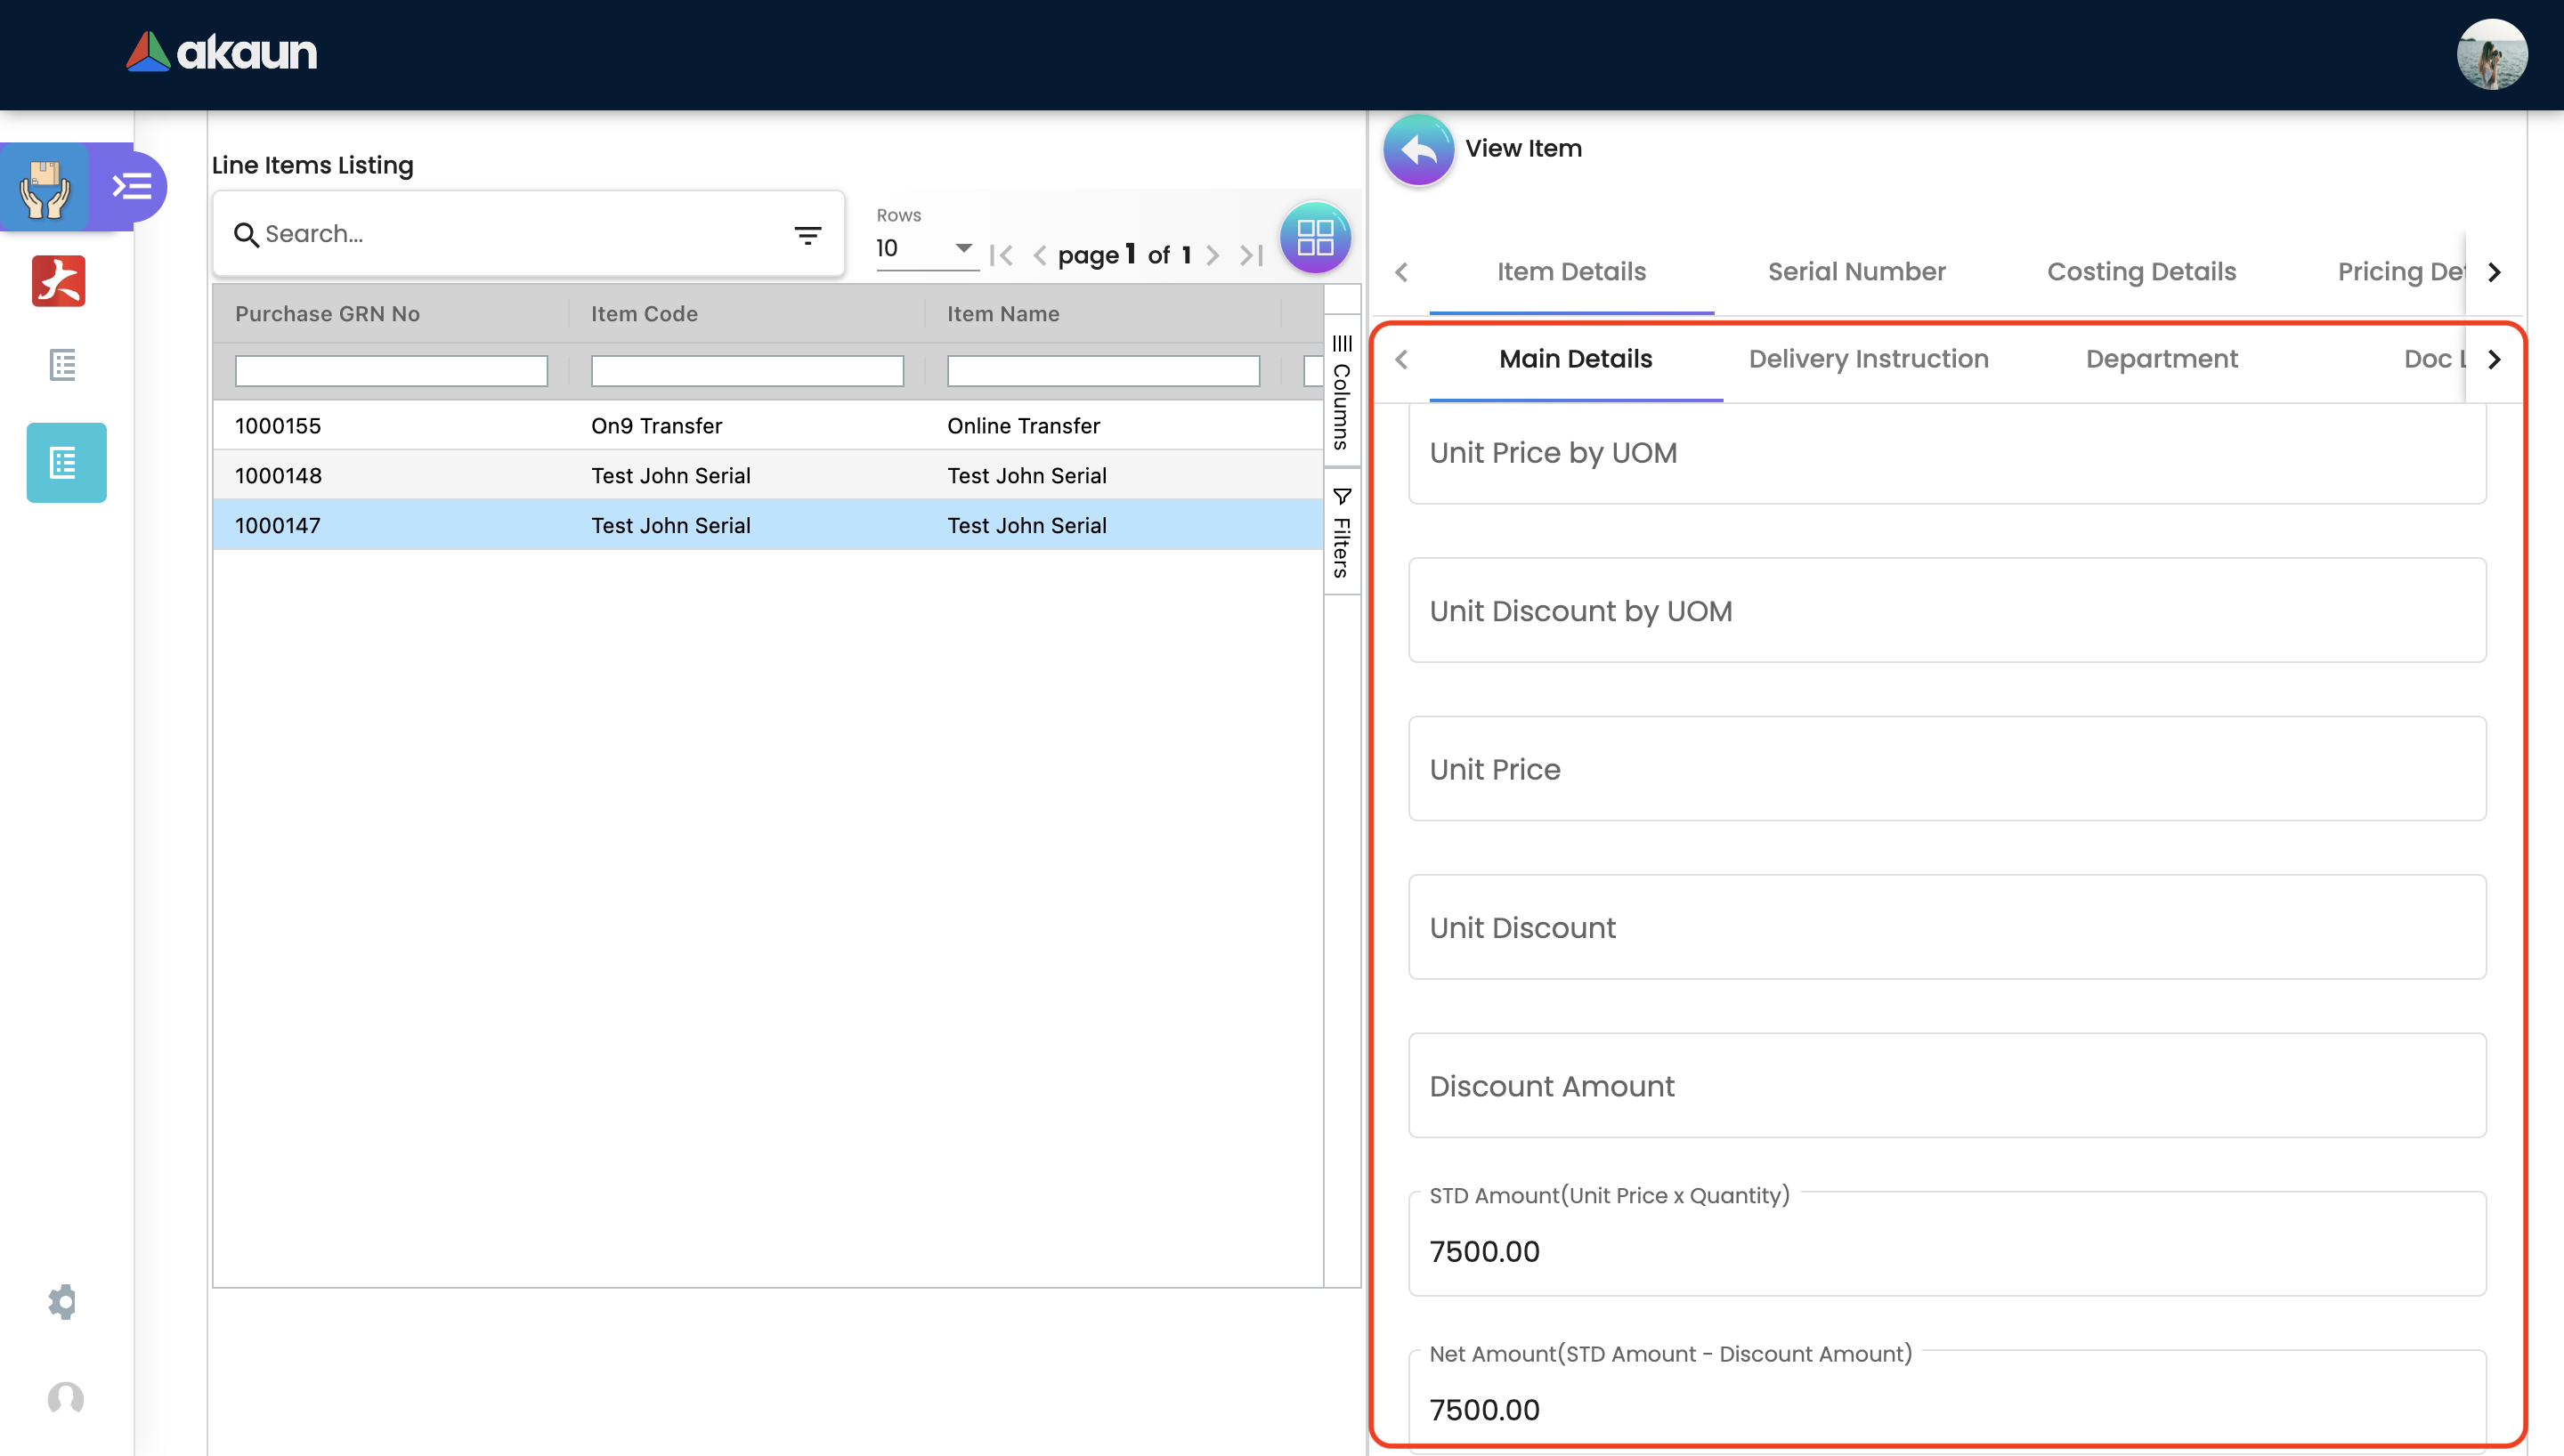 akaun
Line Items Listing
Search...
Rows
10
page 1 of 1
Purchase GRN No Item Code Item Name
1000155 On9 Transfer Online Transfer
1000148 Test John Serial Test John Serial
1000147 Test John Serial Test John Serial
Columns
Filters
View Item
Item Details Serial Number Costing Details Pricing Det
Main Details Delivery Instruction Department Doc L
Unit Price by UOM
Unit Discount by UOM
Unit Price
Unit Discount
Discount Amount
STD Amount(Unit Price x Quantity)
7500.00
Net Amount(STD Amount - Discount Amount)
7500.00